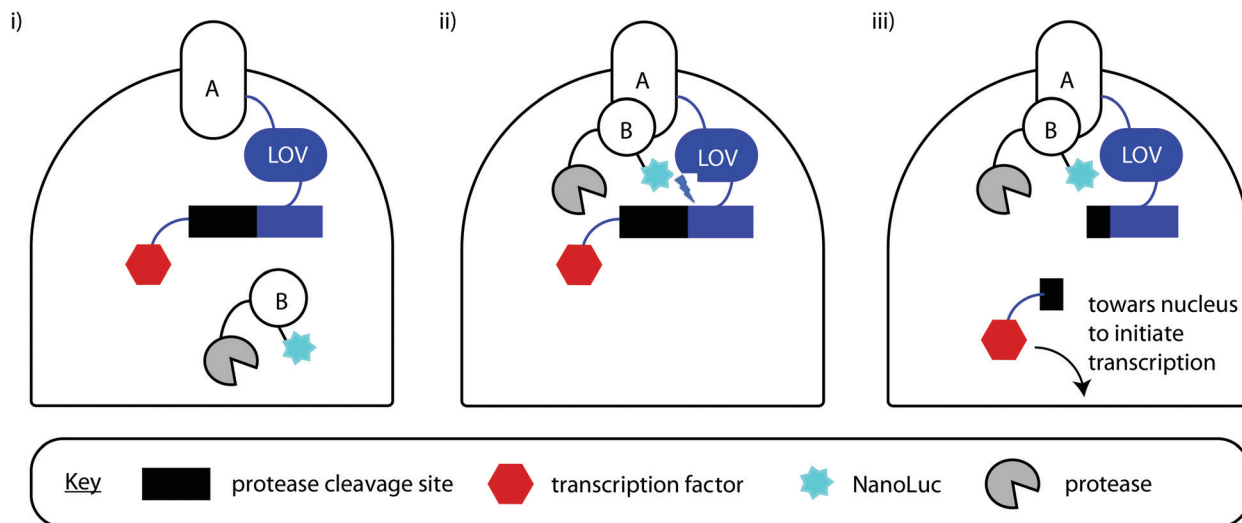 i)
A
LOV
B
ii)
A
B
LOV
iii)
A
B
LOV
towars nucleus
to initiate
transcription
Key
protease cleavage site
transcription factor
NanoLuc
protease